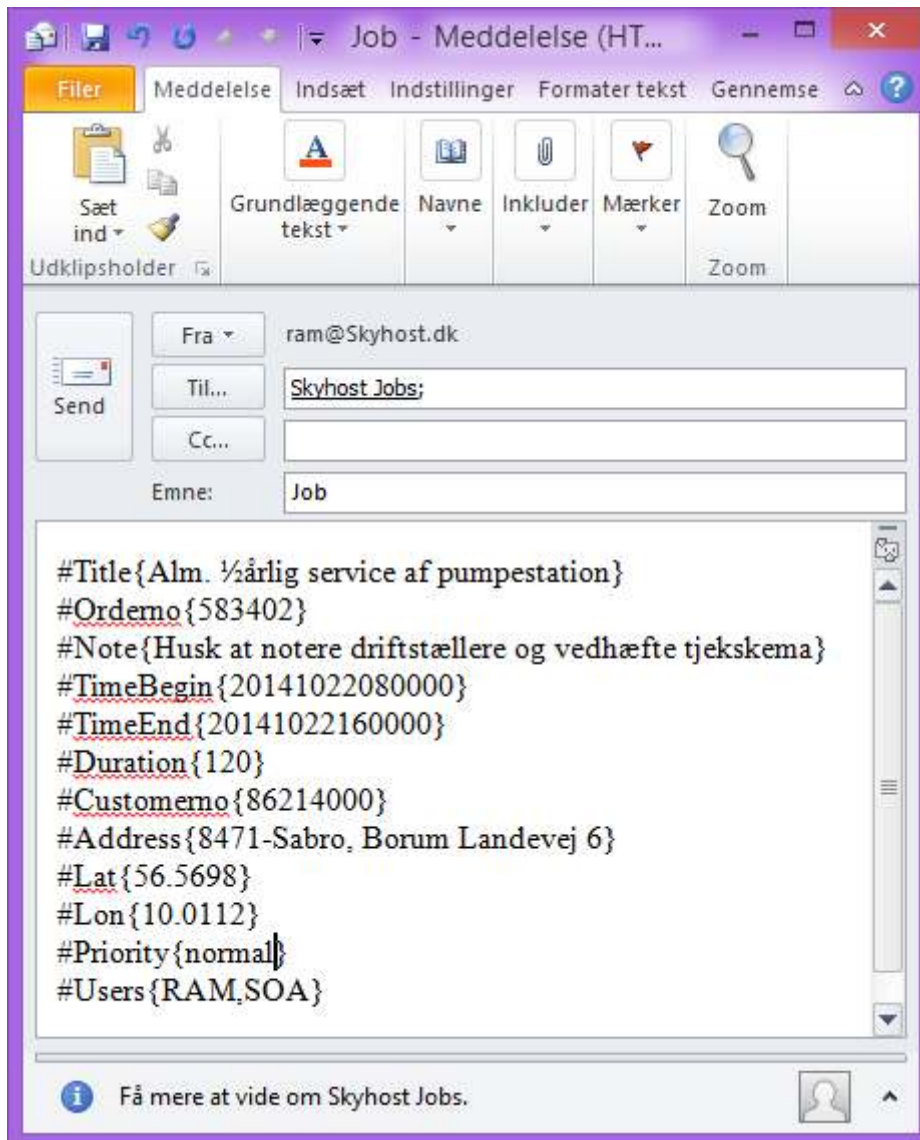 Job - Meddelelse (HT...
Filer Meddelelse Indsæt Indstillinger Formater tekst Gennemse
Sæt ind
Grundlæggende tekst
Navne
Inkluder
Mærker
Zoom
Udklipsholder
Zoom
Send
Fra ram@Skyhost.dk
Til... Skyhost Jobs;
Cc...
Emne: Job
#Title{Alm. ½årlig service af pumpestation}
#Orderno{583402}
#Note{Husk at notere driftstællere og vedhæfte tjekskema}
#TimeBegin{20141022080000}
#TimeEnd{20141022160000}
#Duration{120}
#Customerno{86214000}
#Address{8471-Sabro, Borum Landevej 6}
#Lat{56.5698}
#Lon{10.0112}
#Priority{normal}
#Users{RAM,SOA}
Få mere at vide om Skyhost Jobs.